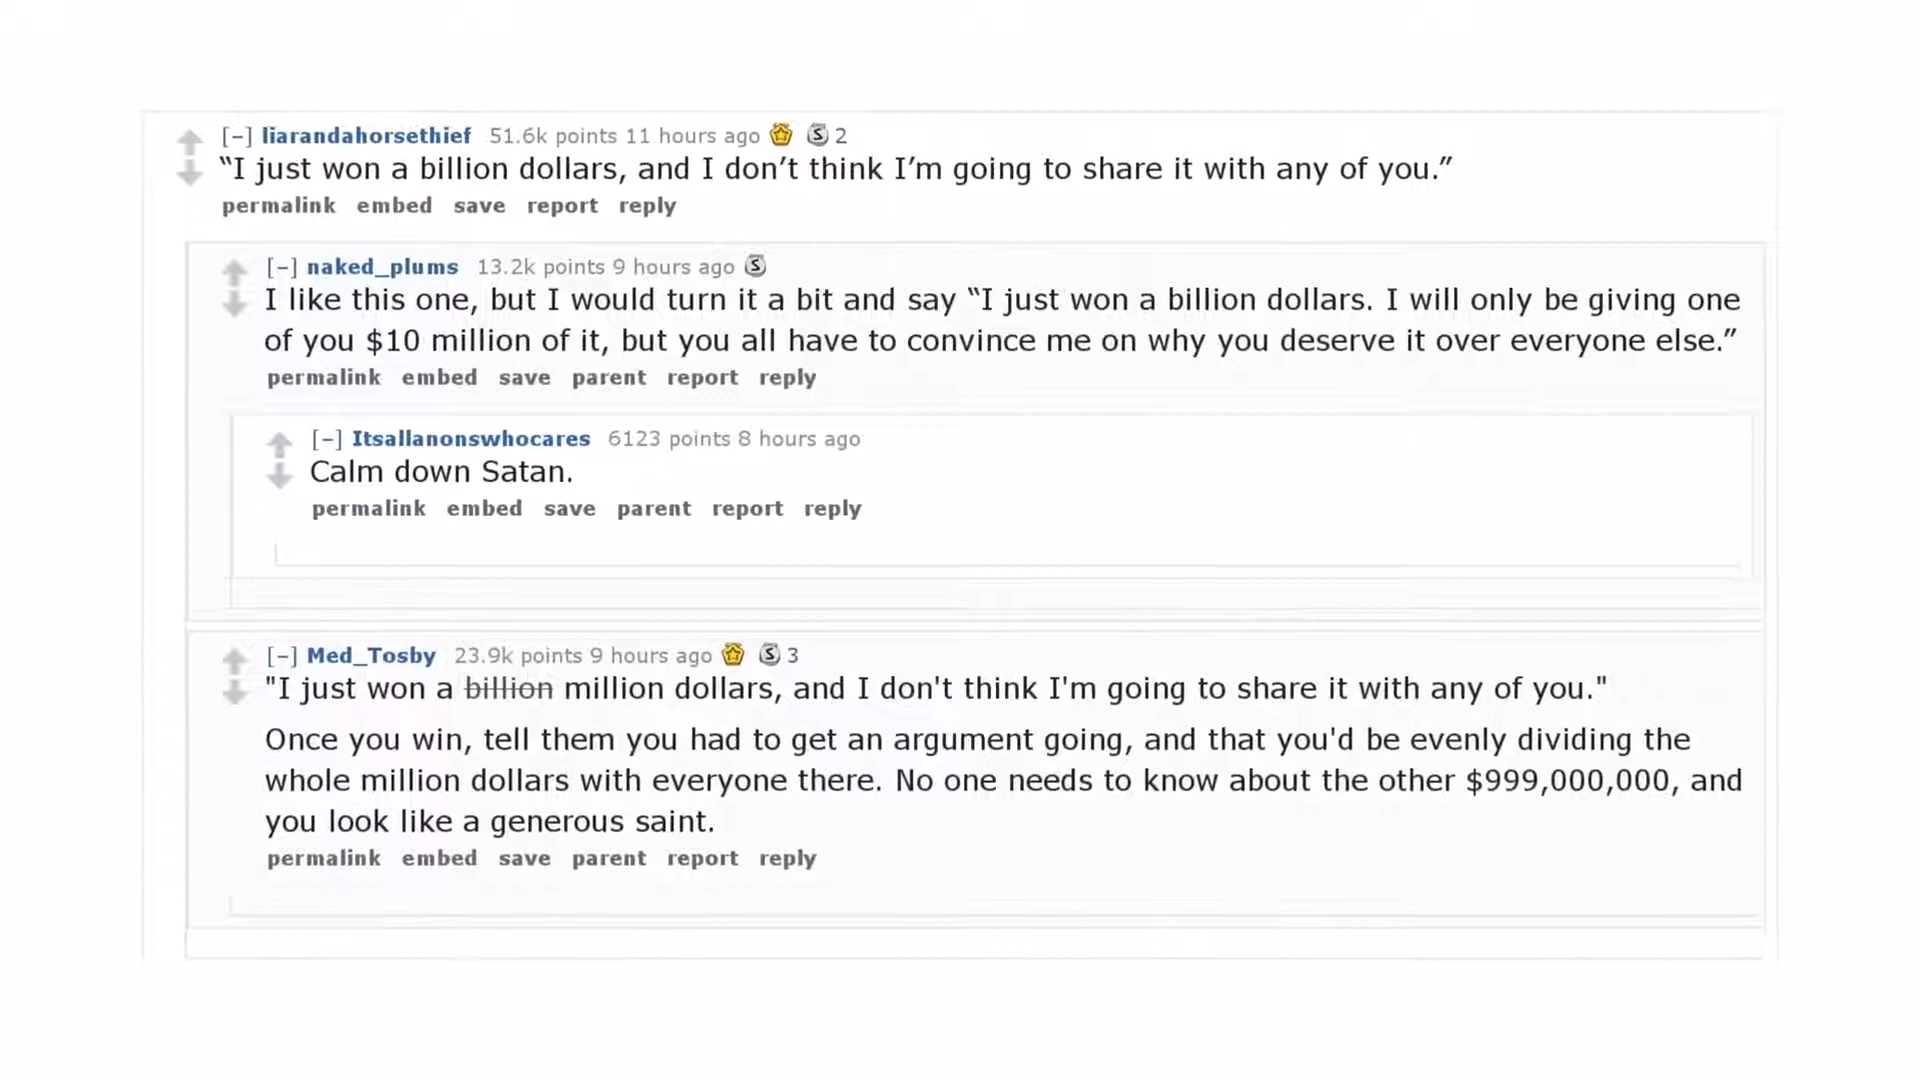 [–] liarandahorsethief 51.6k points 11 hours ago S 2
“I just won a billion dollars, and I don’t think I’m going to share it with any of you.”
permalink embed save report reply
[–] naked_plums 13.2k points 9 hours ago S
I like this one, but I would turn it a bit and say “I just won a billion dollars. I will only be giving one
of you $10 million of it, but you all have to convince me on why you deserve it over everyone else.”
permalink embed save parent report reply
[–] Itsallanonswhocares 6123 points 8 hours ago
Calm down Satan.
permalink embed save parent report reply
[–] Med_Tosby 23.9k points 9 hours ago S 3
"I just won a billion million dollars, and I don't think I'm going to share it with any of you."
Once you win, tell them you had to get an argument going, and that you'd be evenly dividing the
whole million dollars with everyone there. No one needs to know about the other $999,000,000, and
you look like a generous saint.
permalink embed save parent report reply